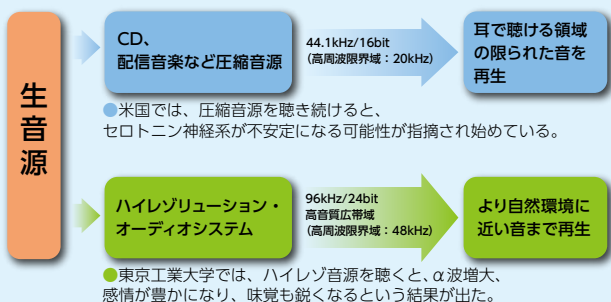 生音源
CD、
配信音楽など圧縮音源
44.1kHz/16bit
(高周波限界域：20kHz)
耳で聴ける領域
の限られた音を
再生
●米国では、圧縮音源を聴き続けると、
セロトニン神経系が不安定になる可能性が指摘され始めている。
ハイレゾリューション・
オーディオシステム
96kHz/24bit
高音質広帯域
(高周波限界域：48kHz)
より自然環境に
近い音まで再生
●東京工業大学では、ハイレゾ音源を聴くと、α波増大、
感情が豊かになり、味覚も鋭くなるという結果が出た。